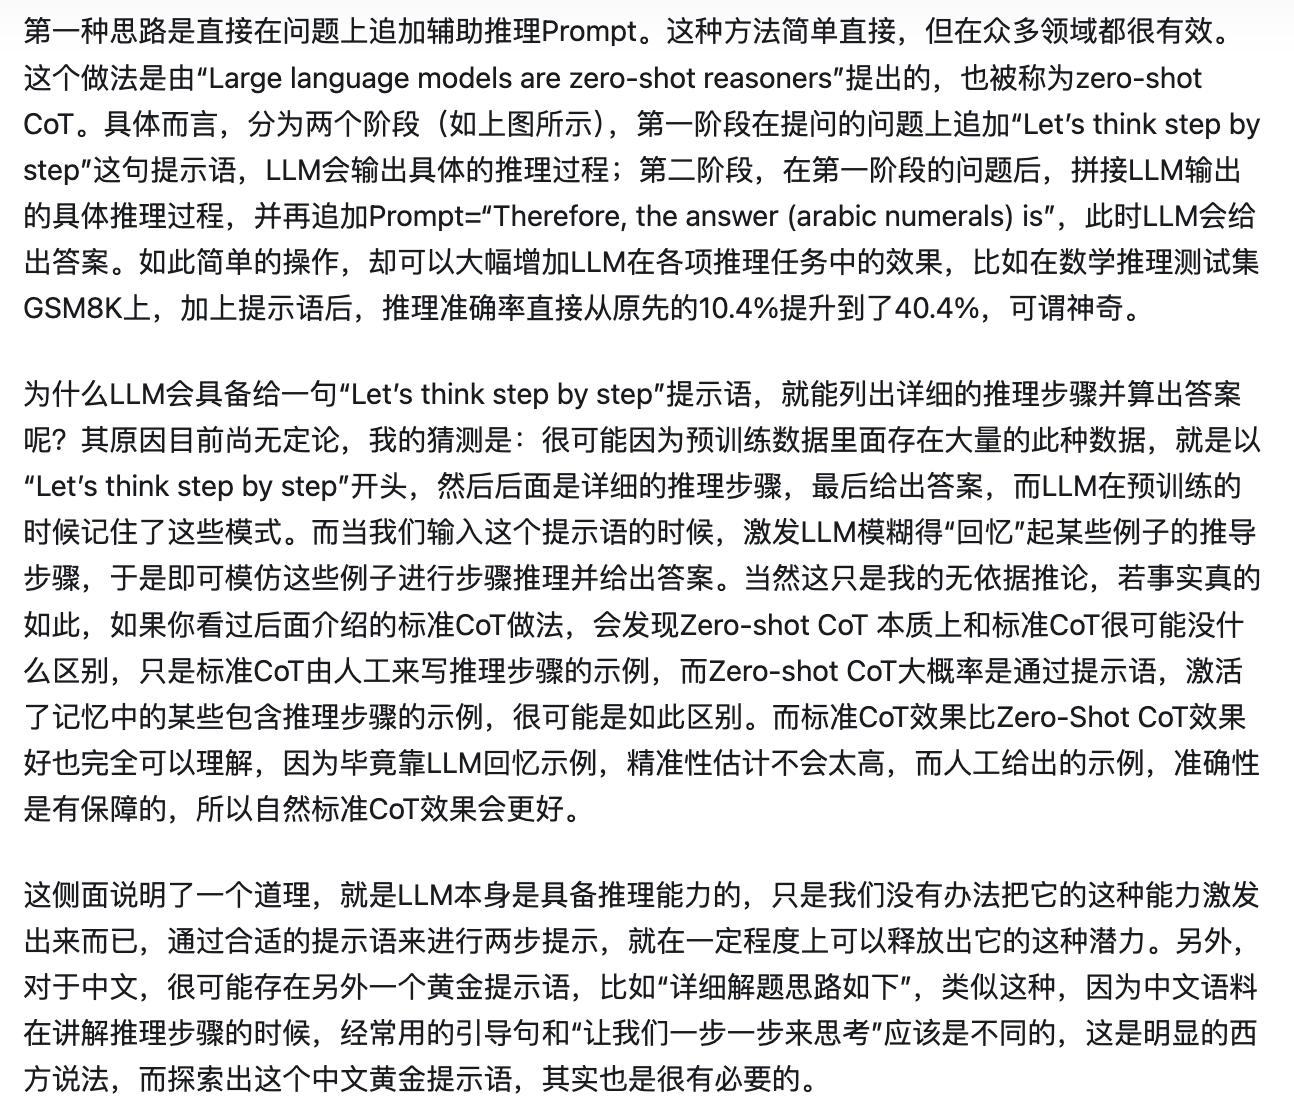 第一种思路是直接在问题上追加辅助推理Prompt。这种方法简单直接，但在众多领域都很有效。
这个做法是由“Large language models are zero-shot reasoners”提出的，也被称为zero-shot
CoT。具体而言，分为两个阶段（如上图所示），第一阶段在提问的问题上追加“Let’s think step by
step”这句提示语，LLM会输出具体的推理过程；第二阶段，在第一阶段的问题后，拼接LLM输出
的具体推理过程，并再追加Prompt=“Therefore, the answer (arabic numerals) is”，此时LLM会给
出答案。如此简单的操作，却可以大幅增加LLM在各项推理任务中的效果，比如在数学推理测试集
GSM8K上，加上提示语后，推理准确率直接从原先的10.4%提升到了40.4%，可谓神奇。
为什么LLM会具备给一句“Let’s think step by step”提示语，就能列出详细的推理步骤并算出答案
呢？其原因目前尚无定论，我的猜测是：很可能因为预训练数据里面存在大量的此种数据，就是以
“Let’s think step by step”开头，然后后面是详细的推理步骤，最后给出答案，而LLM在预训练的
时候记住了这些模式。而当我们输入这个提示语的时候，激发LLM模糊得“回忆”起某些例子的推导
步骤，于是即可模仿这些例子进行步骤推理并给出答案。当然这只是我的无依据推论，若事实真的
如此，如果你看过后面介绍的标准CoT做法，会发现Zero-shot CoT 本质上和标准CoT很可能没什
么区别，只是标准CoT由人工来写推理步骤的示例，而Zero-shot CoT大概率是通过提示语，激活
了记忆中的某些包含推理步骤的示例，很可能是如此区别。而标准CoT效果比Zero-Shot CoT效果
好也完全可以理解，因为毕竟靠LLM回忆示例，精准性估计不会太高，而人工给出的示例，准确性
是有保障的，所以自然标准CoT效果会更好。
这侧面说明了一个道理，就是LLM本身是具备推理能力的，只是我们没有办法把它的这种能力激发
出来而已，通过合适的提示语来进行两步提示，就在一定程度上可以释放出它的这种潜力。另外，
对于中文，很可能存在另外一个黄金提示语，比如“详细解题思路如下”，类似这种，因为中文语料
在讲解推理步骤的时候，经常用的引导句和“让我们一步一步来思考”应该是不同的，这是明显的西
方说法，而探索出这个中文黄金提示语，其实也是很有必要的。